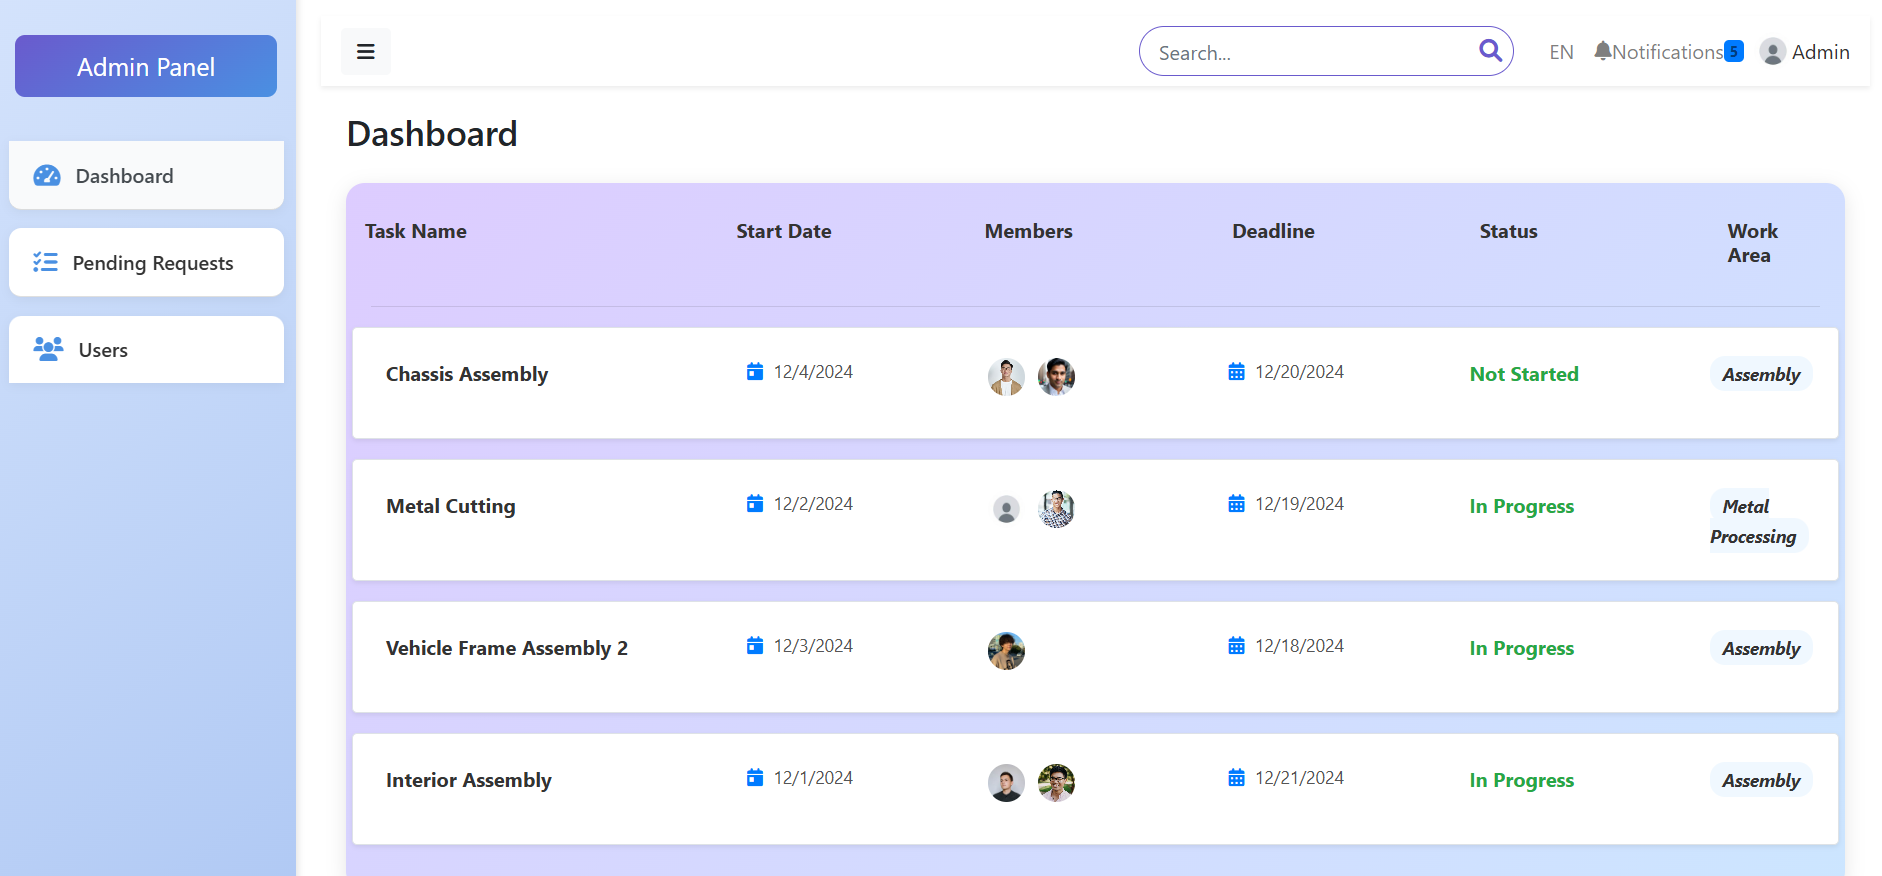 Admin Panel
Dashboard
Pending Requests
Users
Search...
EN
Notifications 5
Admin
Dashboard
Task Name Start Date Members Deadline Status Work
Area
Chassis Assembly 12/4/2024 12/20/2024 Not Started Assembly
Metal Cutting 12/2/2024 12/19/2024 In Progress Metal
Processing
Vehicle Frame Assembly 2 12/3/2024 12/18/2024 In Progress Assembly
Interior Assembly 12/1/2024 12/21/2024 In Progress Assembly